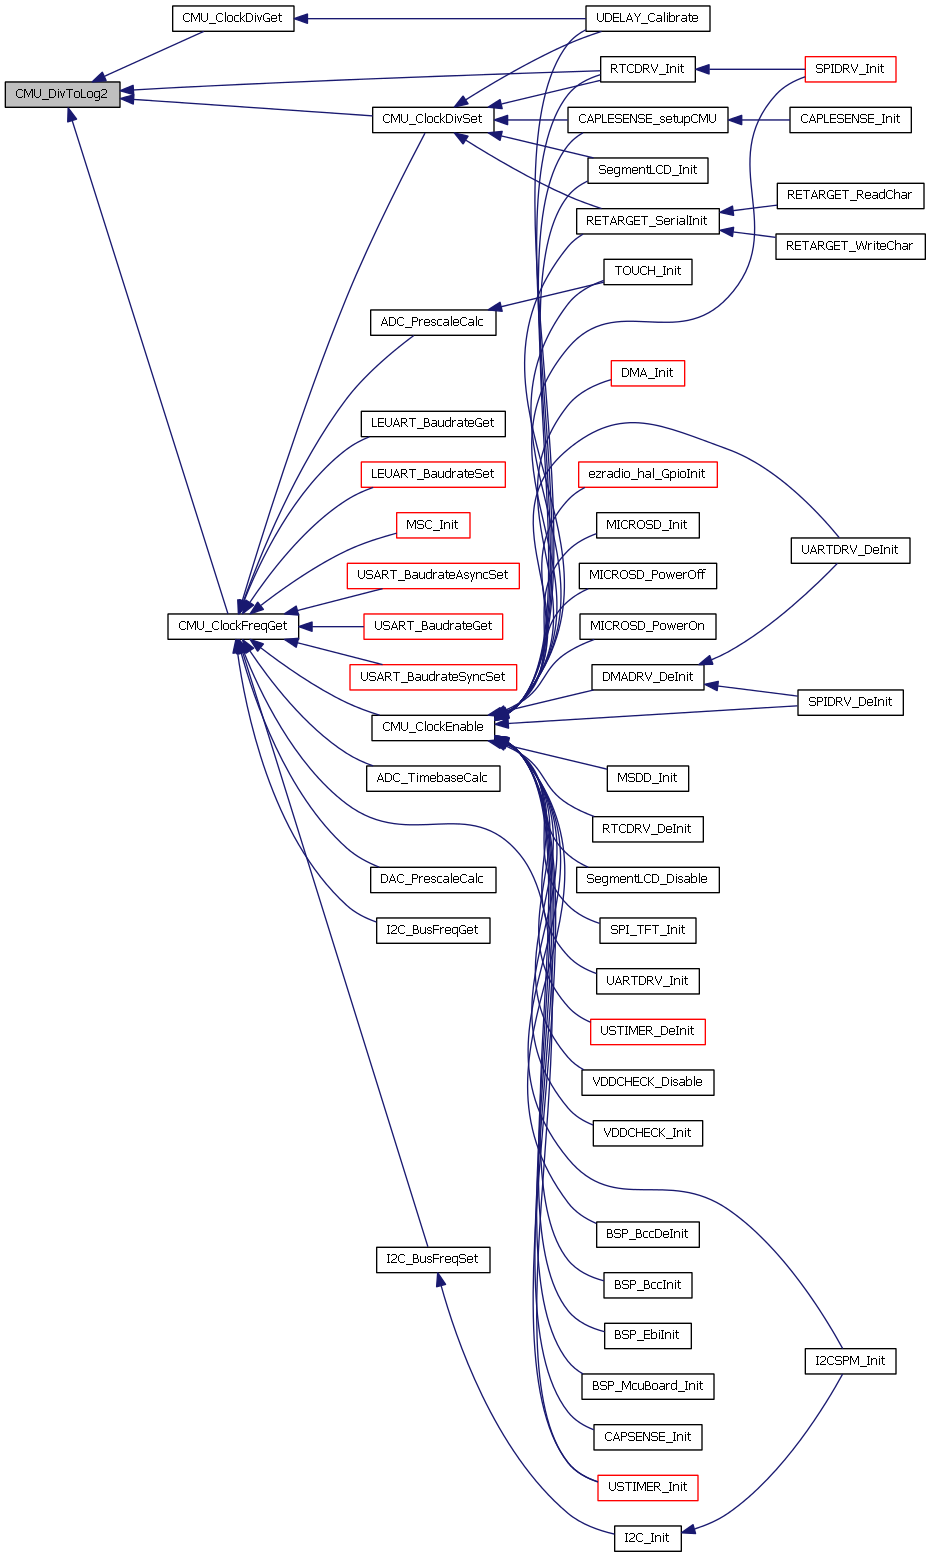 CMU_ClockDivGet
UDELAY_Calibrate
RTCDRV_Init
SPIDRV_Init
CMU_DivToLog2
CMU_ClockDivSet
CAPLESENSE_setupCMU
CAPLESENSE_Init
SegmentLCD_Init
RETARGET_ReadChar
RETARGET_SerialInit
RETARGET_WriteChar
TOUCH_Init
ADC_PrescaleCalc
DMA_Init
LEUART_BaudrateGet
LEUART_BaudrateSet
ezradio_hal_GpioInit
MSC_Init
MICROSD_Init
UARTDRV_DeInit
USART_BaudrateAsyncSet
MICROSD_PowerOff
CMU_ClockFreqGet
USART_BaudrateGet
MICROSD_PowerOn
USART_BaudrateSyncSet
DMADRV_DeInit
SPIDRV_DeInit
CMU_ClockEnable
ADC_TimebaseCalc
MSDD_Init
RTCDRV_DeInit
DAC_PrescaleCalc
SegmentLCD_Disable
I2C_BusFreqGet
SPI_TFT_Init
UARTDRV_Init
USTIMER_DeInit
VDDCHECK_Disable
VDDCHECK_Init
BSP_BccDeInit
I2C_BusFreqSet
BSP_BccInit
BSP_EbiInit
I2CSPM_Init
BSP_McuBoard_Init
CAPSENSE_Init
USTIMER_Init
I2C_Init